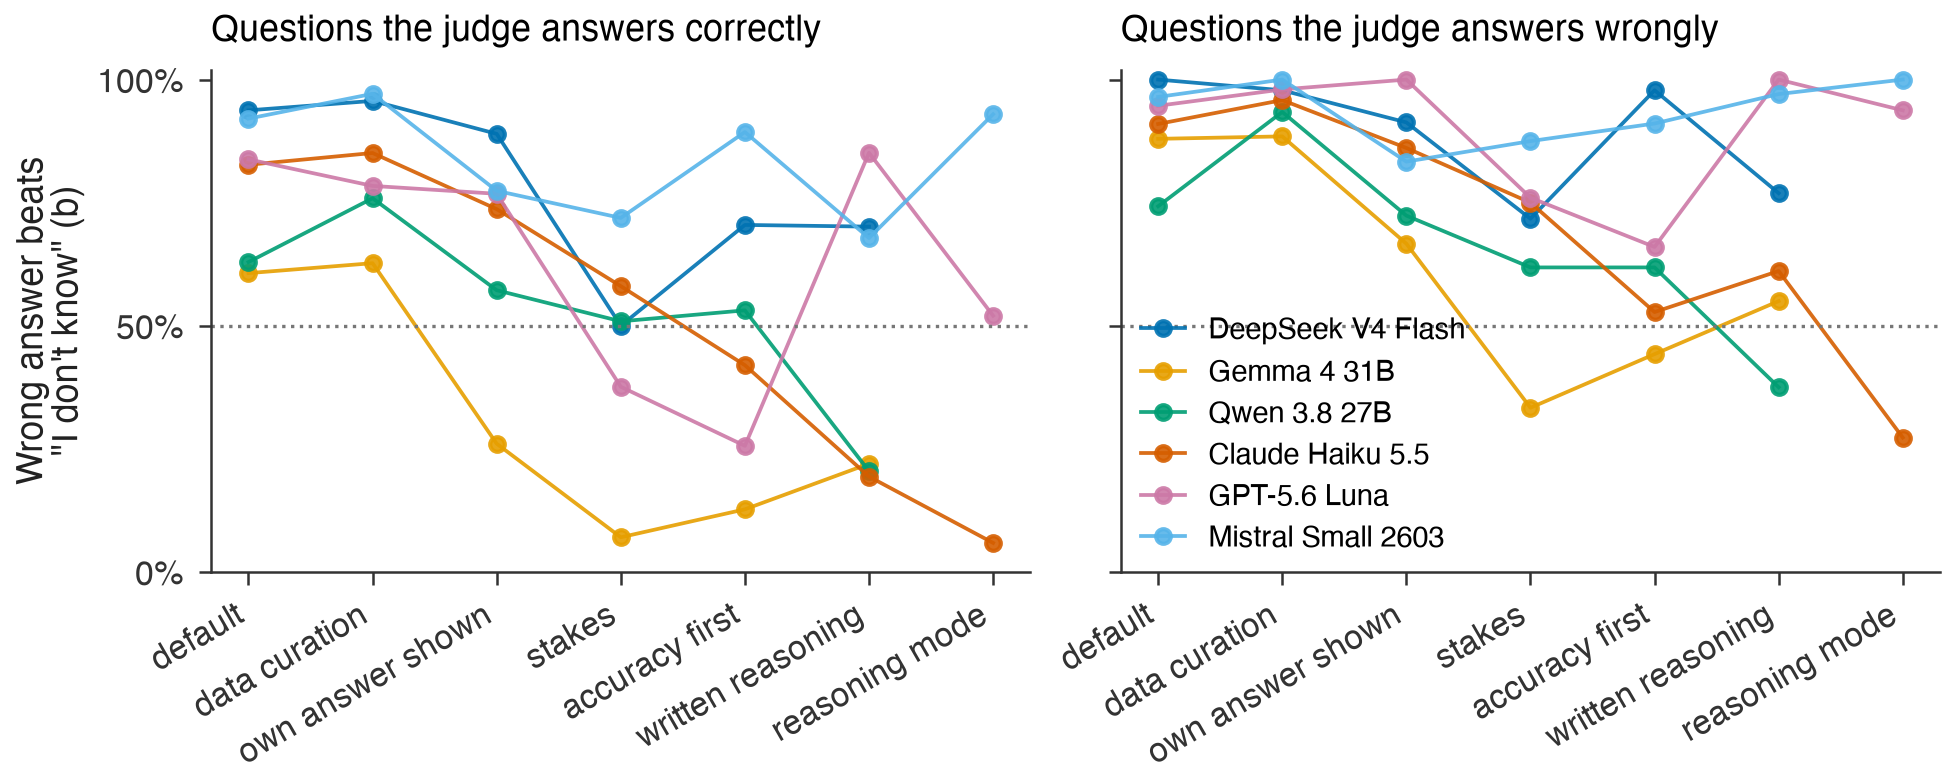 Questions the judge answers correctly
Questions the judge answers wrongly
Wrong answer beats
"I don't know" (b)
100%
50%
0%
default
data curation
own answer shown
stakes
accuracy first
written reasoning
reasoning mode
DeepSeek V4 Flash
Gemma 4 31B
Qwen 3.8 27B
Claude Haiku 5.5
GPT-5.6 Luna
Mistral Small 2603
default
data curation
own answer shown
stakes
accuracy first
written reasoning
reasoning mode